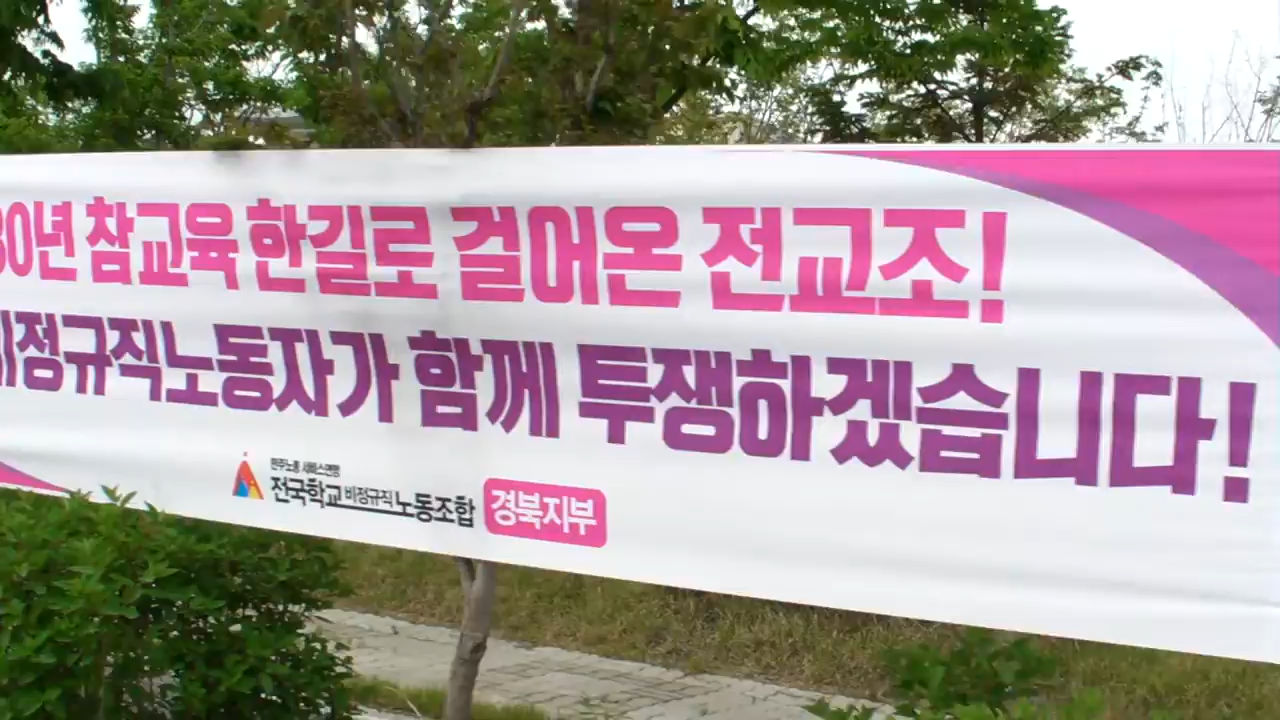 30년 참교육 한길로 걸어온 전교조!
비정규직노동자가 함께 투쟁하겠습니다!
민주노총 서비스연맹
전국학교비정규직노동조합 경북지부